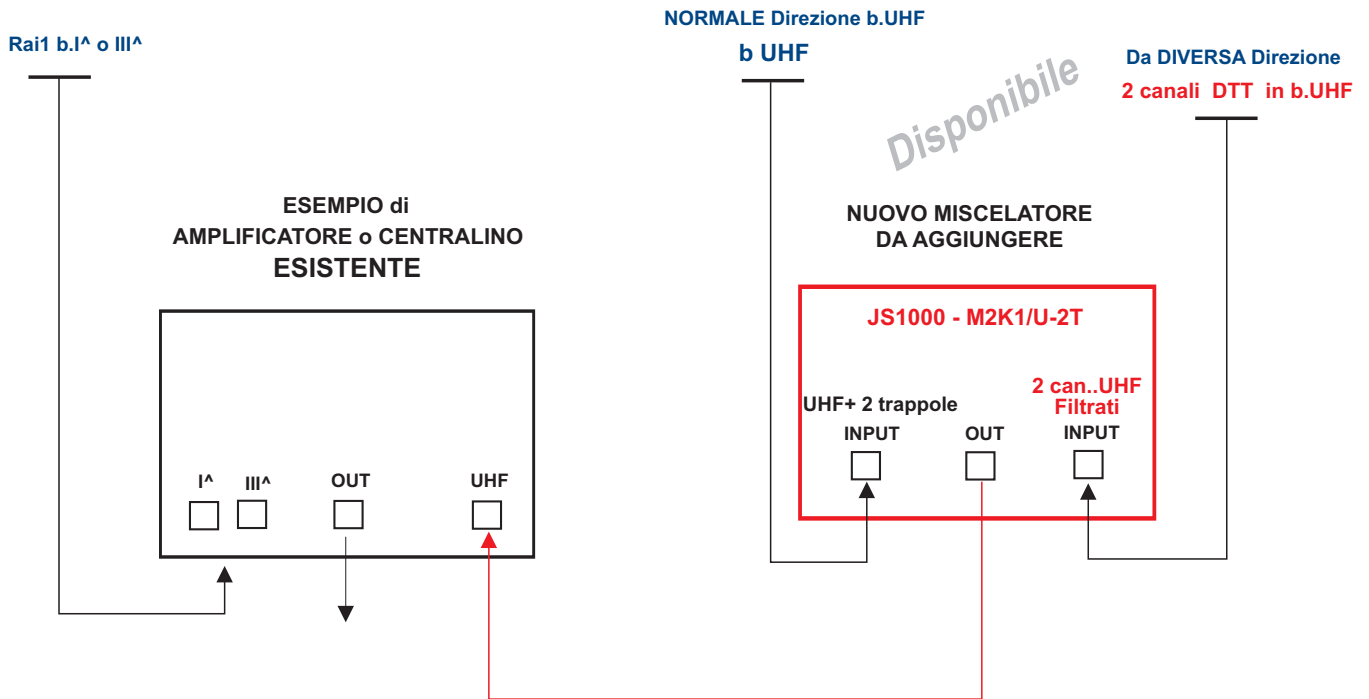 Rai1 b.I^ o III^
NORMALE Direzione b.UHF
b UHF
Da DIVERSA Direzione
2 canali DTT in b.UHF
Disponibile
ESEMPIO di
AMPLIFICATORE o CENTRALINO
ESISTENTE
I^
III^
OUT
UHF
NUOVO MISCELATORE
DA AGGIUNGERE
JS1000 - M2K1/U-2T
UHF+ 2 trappole
INPUT
OUT
2 can..UHF
Filtrati
INPUT